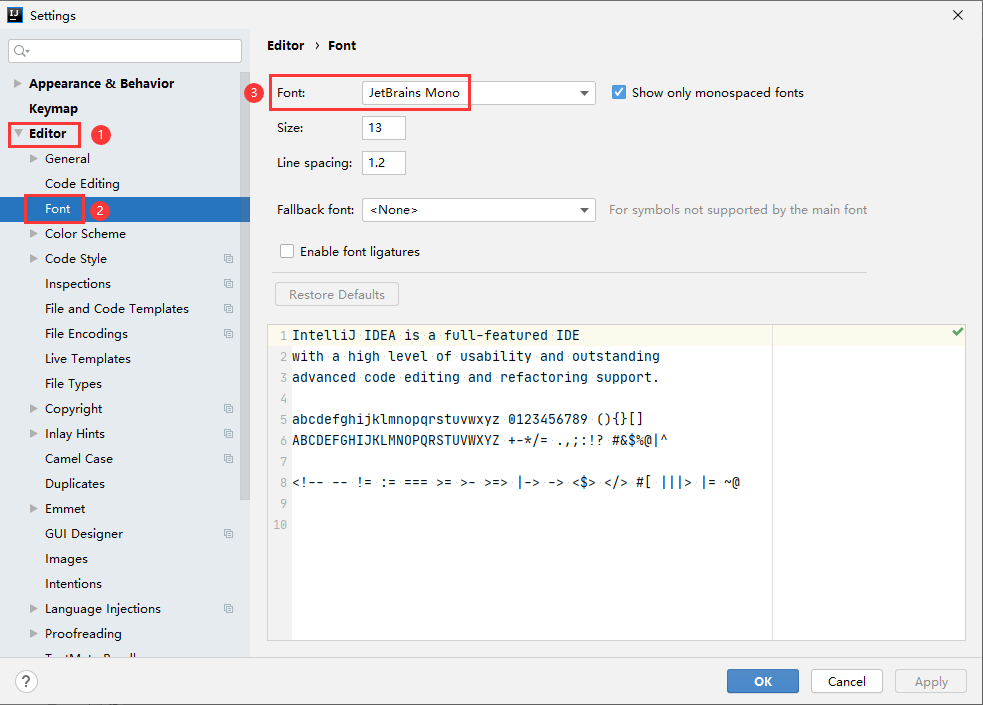 Settings
Appearance & Behavior
Keymap
Editor
1
General
Code Editing
Font
2
Color Scheme
Code Style
Inspections
File and Code Templates
File Encodings
Live Templates
File Types
Copyright
Inlay Hints
Camel Case
Duplicates
Emmet
GUI Designer
Images
Intentions
Language Injections
Proofreading
Editor › Font
3 Font: JetBrains Mono Show only monospaced fonts
Size: 13
Line spacing: 1.2
Fallback font: <None> For symbols not supported by the main font
Enable font ligatures
Restore Defaults
1 IntelliJ IDEA is a full-featured IDE
2 with a high level of usability and outstanding
3 advanced code editing and refactoring support.
4
5 abcdefghijklmnopqrstuvwxyz 0123456789 (){}[]
6 ABCDEFGHIJKLMNOPQRSTUVWXYZ +-*/= .,;:!? #&$%@|^
7
8 <!-- -- != := === >= >- >=> |-> -> <$> </> #[ |||> |= ~@
9
10
?
OK Cancel Apply